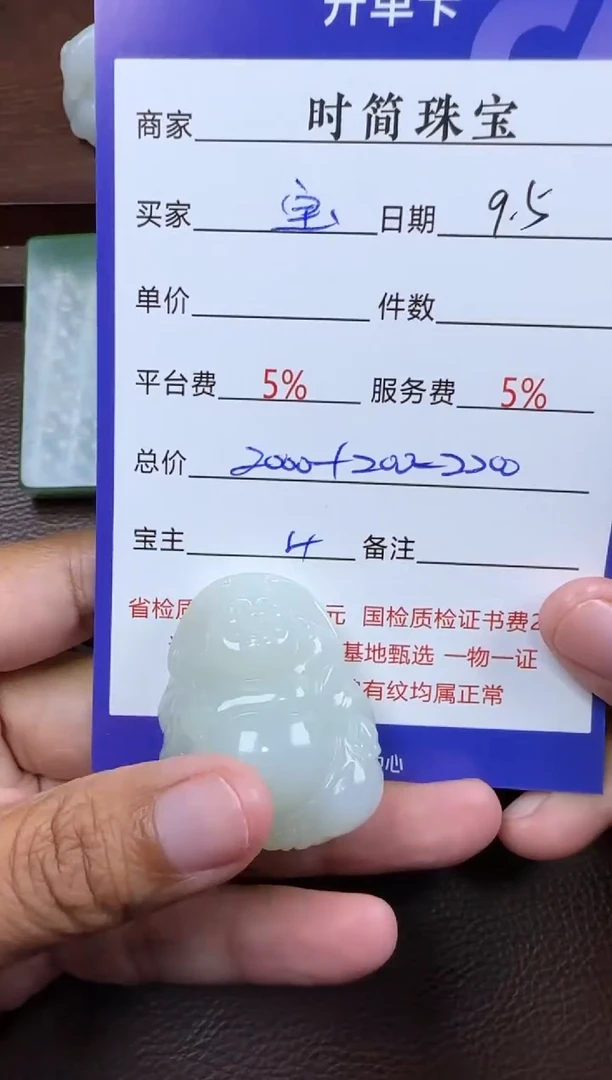 开单卡
商家 时简珠宝
买家 宝 日期 9.5
单价 件数
平台费 5% 服务费 5%
总价 2000+200=2200
宝主 4 备注
省检质 元 国检质检证书费2
基地甄选 一物一证
有纹均属正常
心